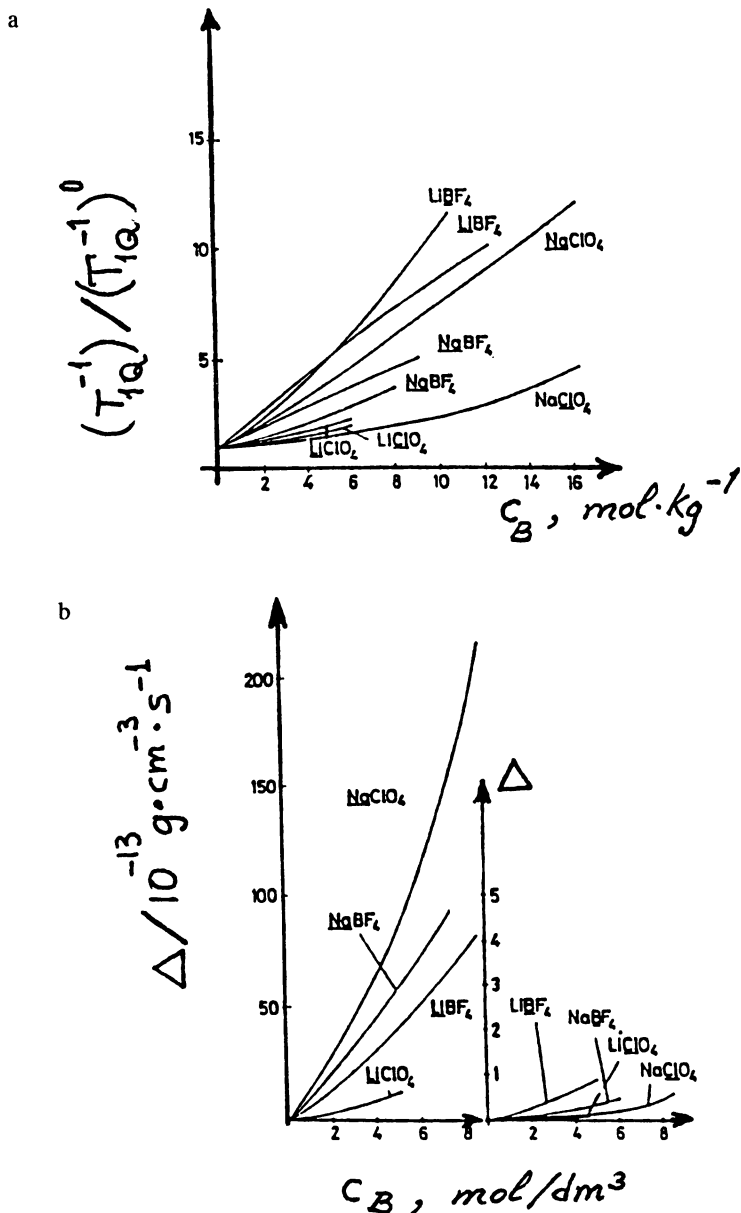 a
15
10
5
(T₁Q⁻¹)/(T₁Q⁻¹)⁰
LiBF₄
LiBF₄
NaClO₄
NaBF₄
NaBF₄
NaClO₄
LiClO₄
LiClO₄
2 4 6 8 10 12 14 16
C_B, mol·kg⁻¹
b
200
150
100
50
Δ/10⁻¹³ g·cm⁻³·s⁻¹
NaClO₄
Δ
NaBF₄
LiBF₄
LiClO₄
5
4
3
2
1
LiBF₄
NaBF₄
LiClO₄
NaClO₄
2 4 6 8
2 4 6 8
C_B, mol/dm³